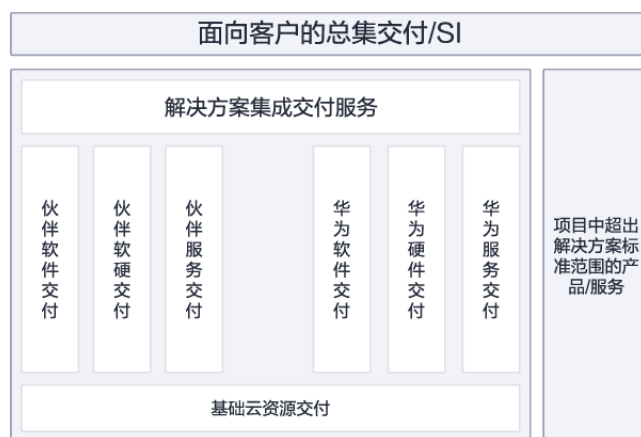 面向客户的总集交付/SI
解决方案集成交付服务
伙伴软件交付
伙伴软硬交付
伙伴服务交付
华为软件交付
华为硬件交付
华为服务交付
项目中超出
解决方案标
准范围的产
品/服务
基础云资源交付